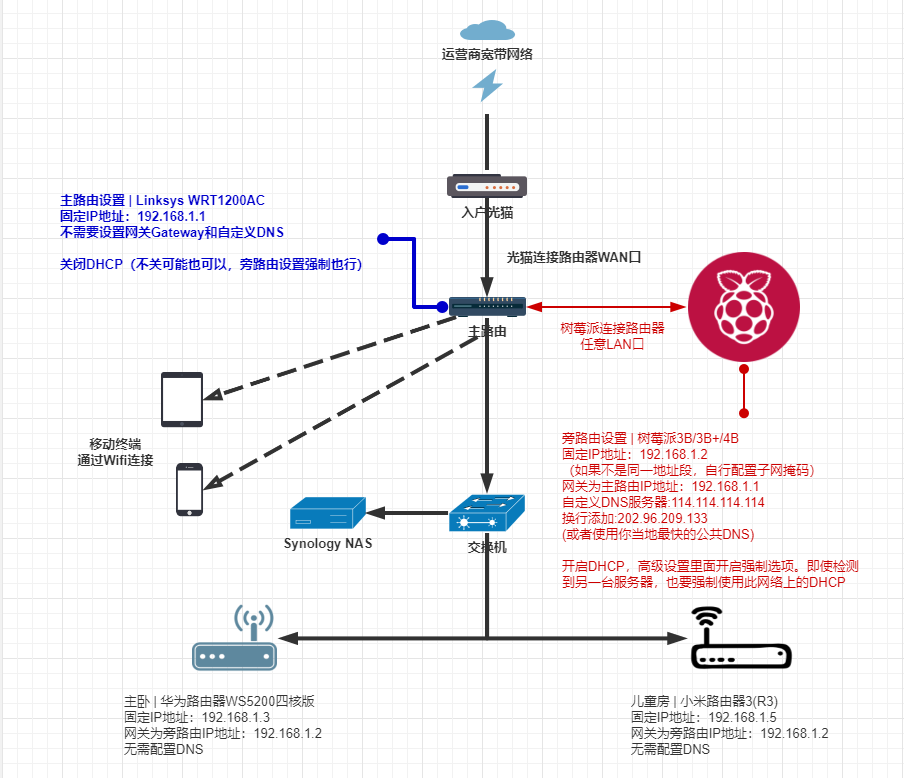 运营商宽带网络
主路由设置 | Linksys WRT1200AC
固定IP地址：192.168.1.1
不需要设置网关Gateway和自定义DNS
关闭DHCP（不关可能也可以，旁路由设置强制也行）
入户光猫
光猫连接路由器WAN口
主路由
树莓派连接路由器
任意LAN口
移动终端
通过Wifi连接
旁路由设置 | 树莓派3B/3B+/4B
固定IP地址：192.168.1.2
（如果不是同一地址段，自行配置子网掩码）
网关为主路由IP地址：192.168.1.1
自定义DNS服务器:114.114.114.114
换行添加:202.96.209.133
(或者使用你当地最快的公共DNS)
开启DHCP，高级设置里面开启强制选项。即使检测
到另一台服务器，也要强制使用此网络上的DHCP
Synology NAS
交换机
主卧 | 华为路由器WS5200四核版
固定IP地址：192.168.1.3
网关为旁路由IP地址：192.168.1.2
无需配置DNS
儿童房 | 小米路由器3(R3)
固定IP地址：192.168.1.5
网关为旁路由IP地址：192.168.1.2
无需配置DNS